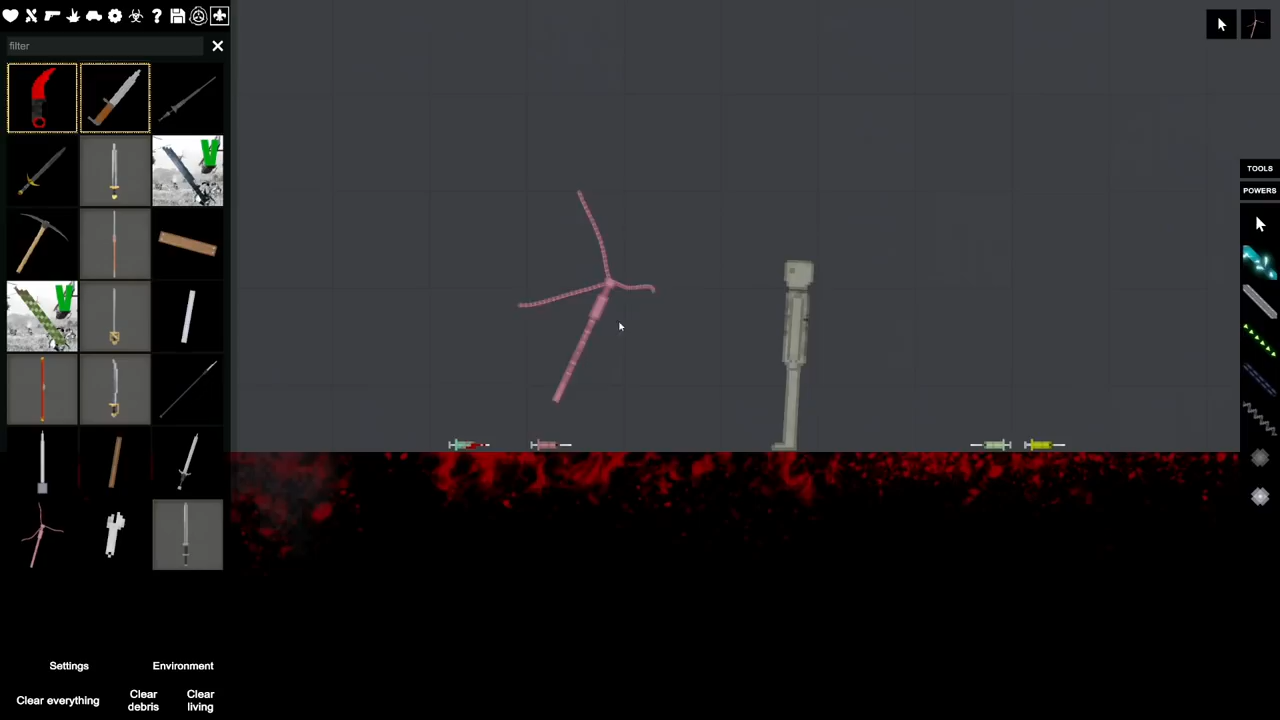 filter
V
V
TOOLS
POWERS
Settings
Environment
Clear everything
Clear
debris
Clear
living